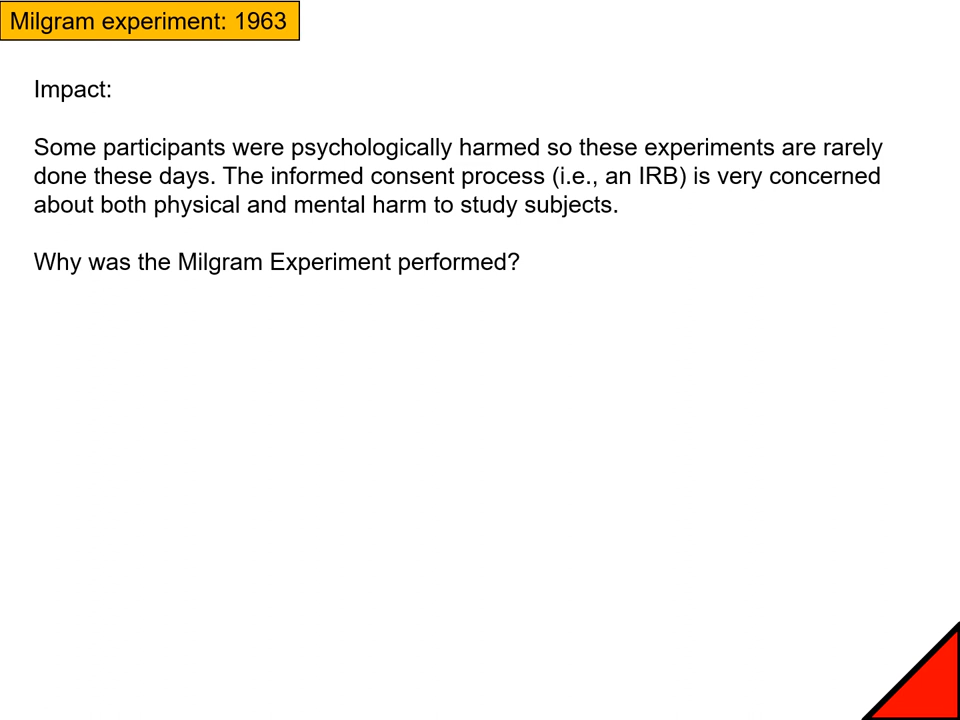 Milgram experiment: 1963
Impact:
Some participants were psychologically harmed so these experiments are rarely
done these days. The informed consent process (i.e., an IRB) is very concerned
about both physical and mental harm to study subjects.
Why was the Milgram Experiment performed?